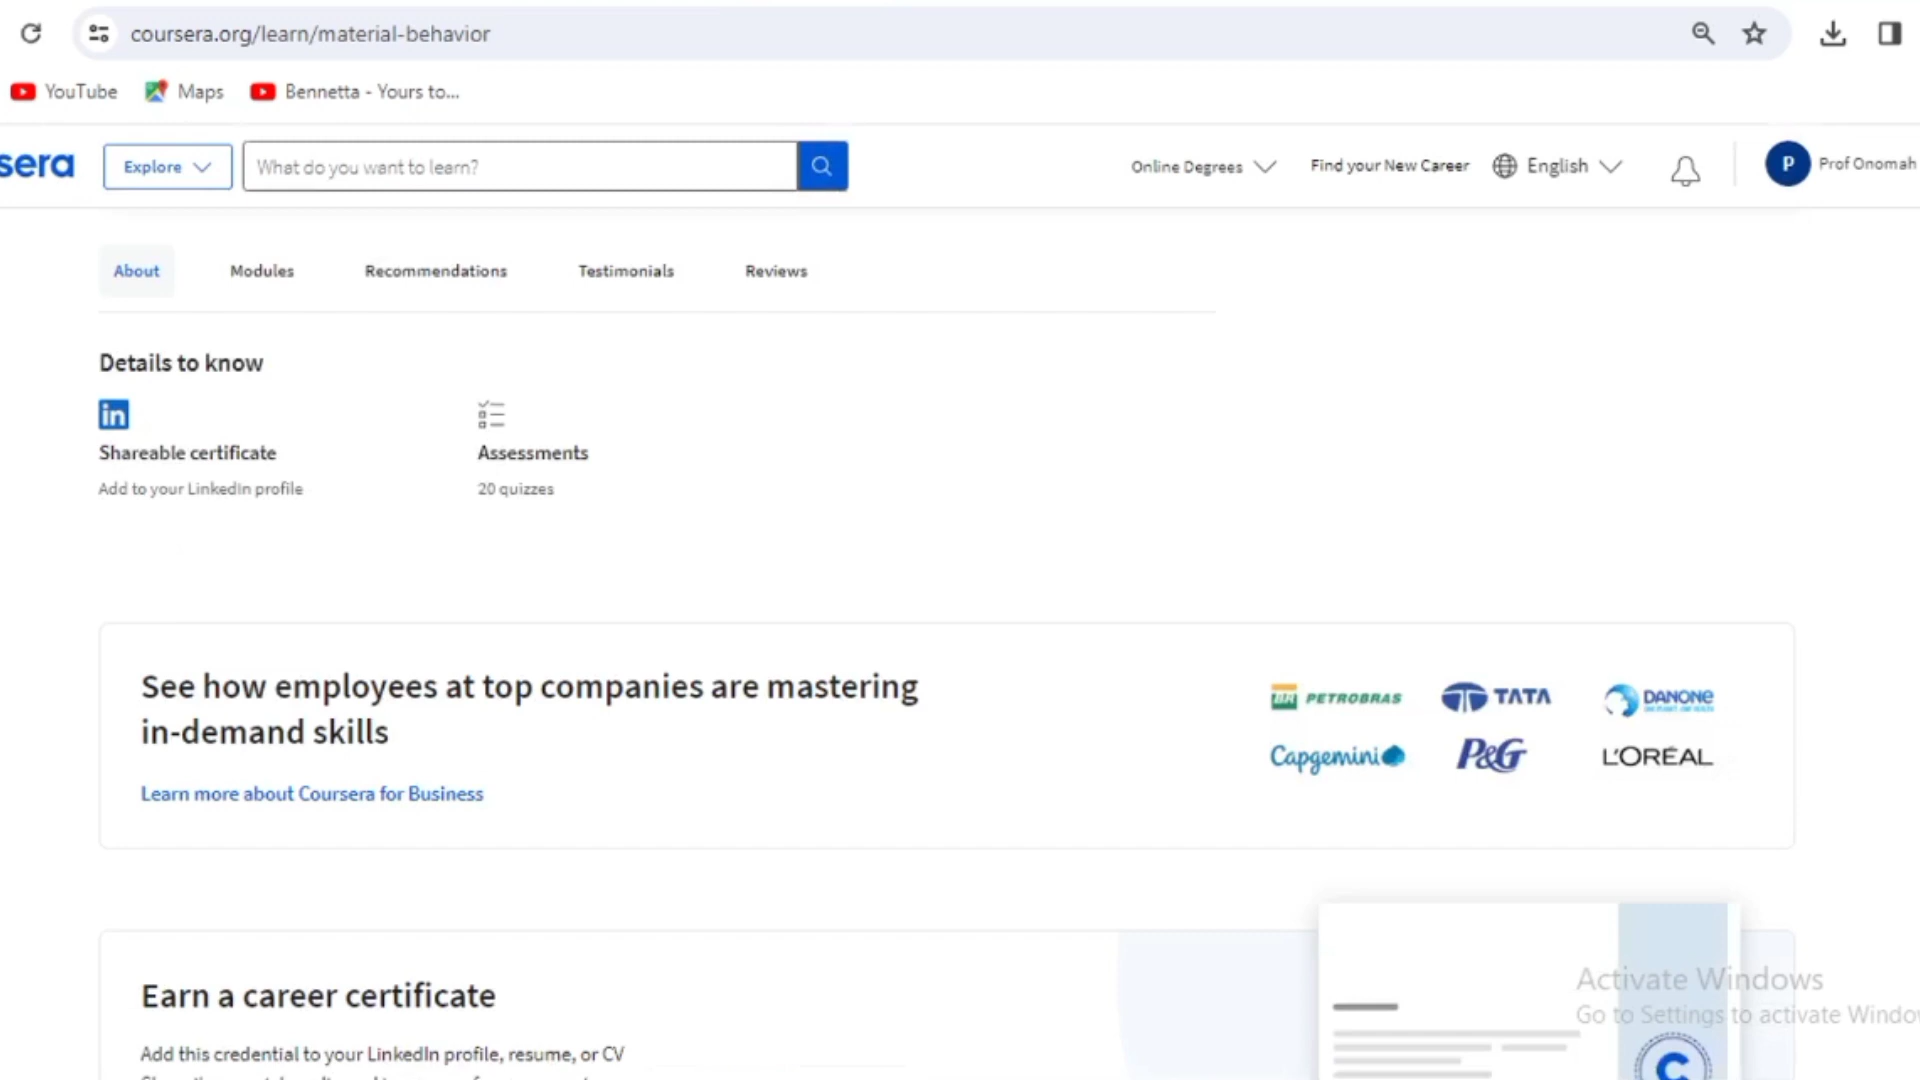 coursera.org/learn/material-behavior
YouTube Maps Bennetta - Yours to...
sera Explore What do you want to learn? Online Degrees Find your New Career English P Prof Onomah
About Modules Recommendations Testimonials Reviews
Details to know
in
Shareable certificate Assessments
Add to your LinkedIn profile 20 quizzes
See how employees at top companies are mastering
in-demand skills
Learn more about Coursera for Business
BR PETROBRAS TATA DANONE
Capgemini P&G L'ORÉAL
Earn a career certificate
Add this credential to your LinkedIn profile, resume, or CV
Activate Windows
Go to Settings to activate Windo
C